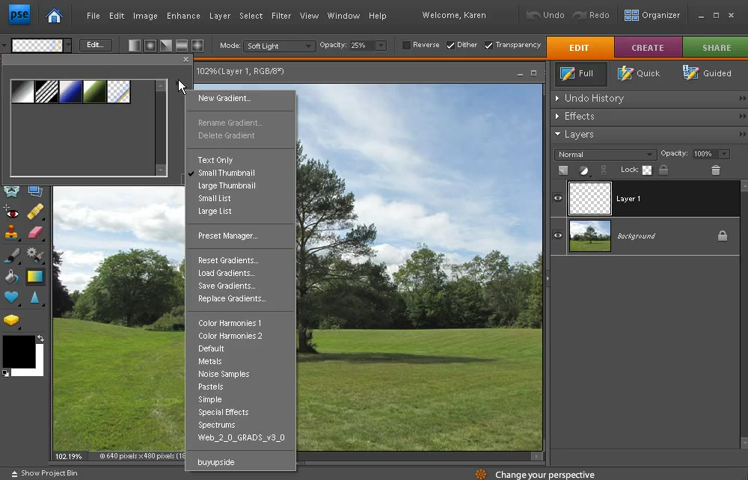 pse File Edit Image Enhance Layer Select Filter View Window Help Welcome, Karen Undo Redo Organizer
Edit... Mode: Soft Light Opacity: 25% Reverse Dither Transparency EDIT CREATE SHARE
102%(Layer 1, RGB/8*) Full Quick Guided
New Gradient...
Rename Gradient...
Delete Gradient
Text Only
Small Thumbnail
Large Thumbnail
Small List
Large List
Preset Manager...
Reset Gradients...
Load Gradients...
Save Gradients...
Replace Gradients...
Color Harmonies 1
Color Harmonies 2
Default
Metals
Noise Samples
Pastels
Simple
Special Effects
Spectrums
Web_2_0_GRADS_v3_0
buyupside
Undo History
Effects
Layers
Normal Opacity: 100%
Lock:
Layer 1
Background
102.19% 640 pixels x 480 pixels (18
Show Project Bin Change your perspective